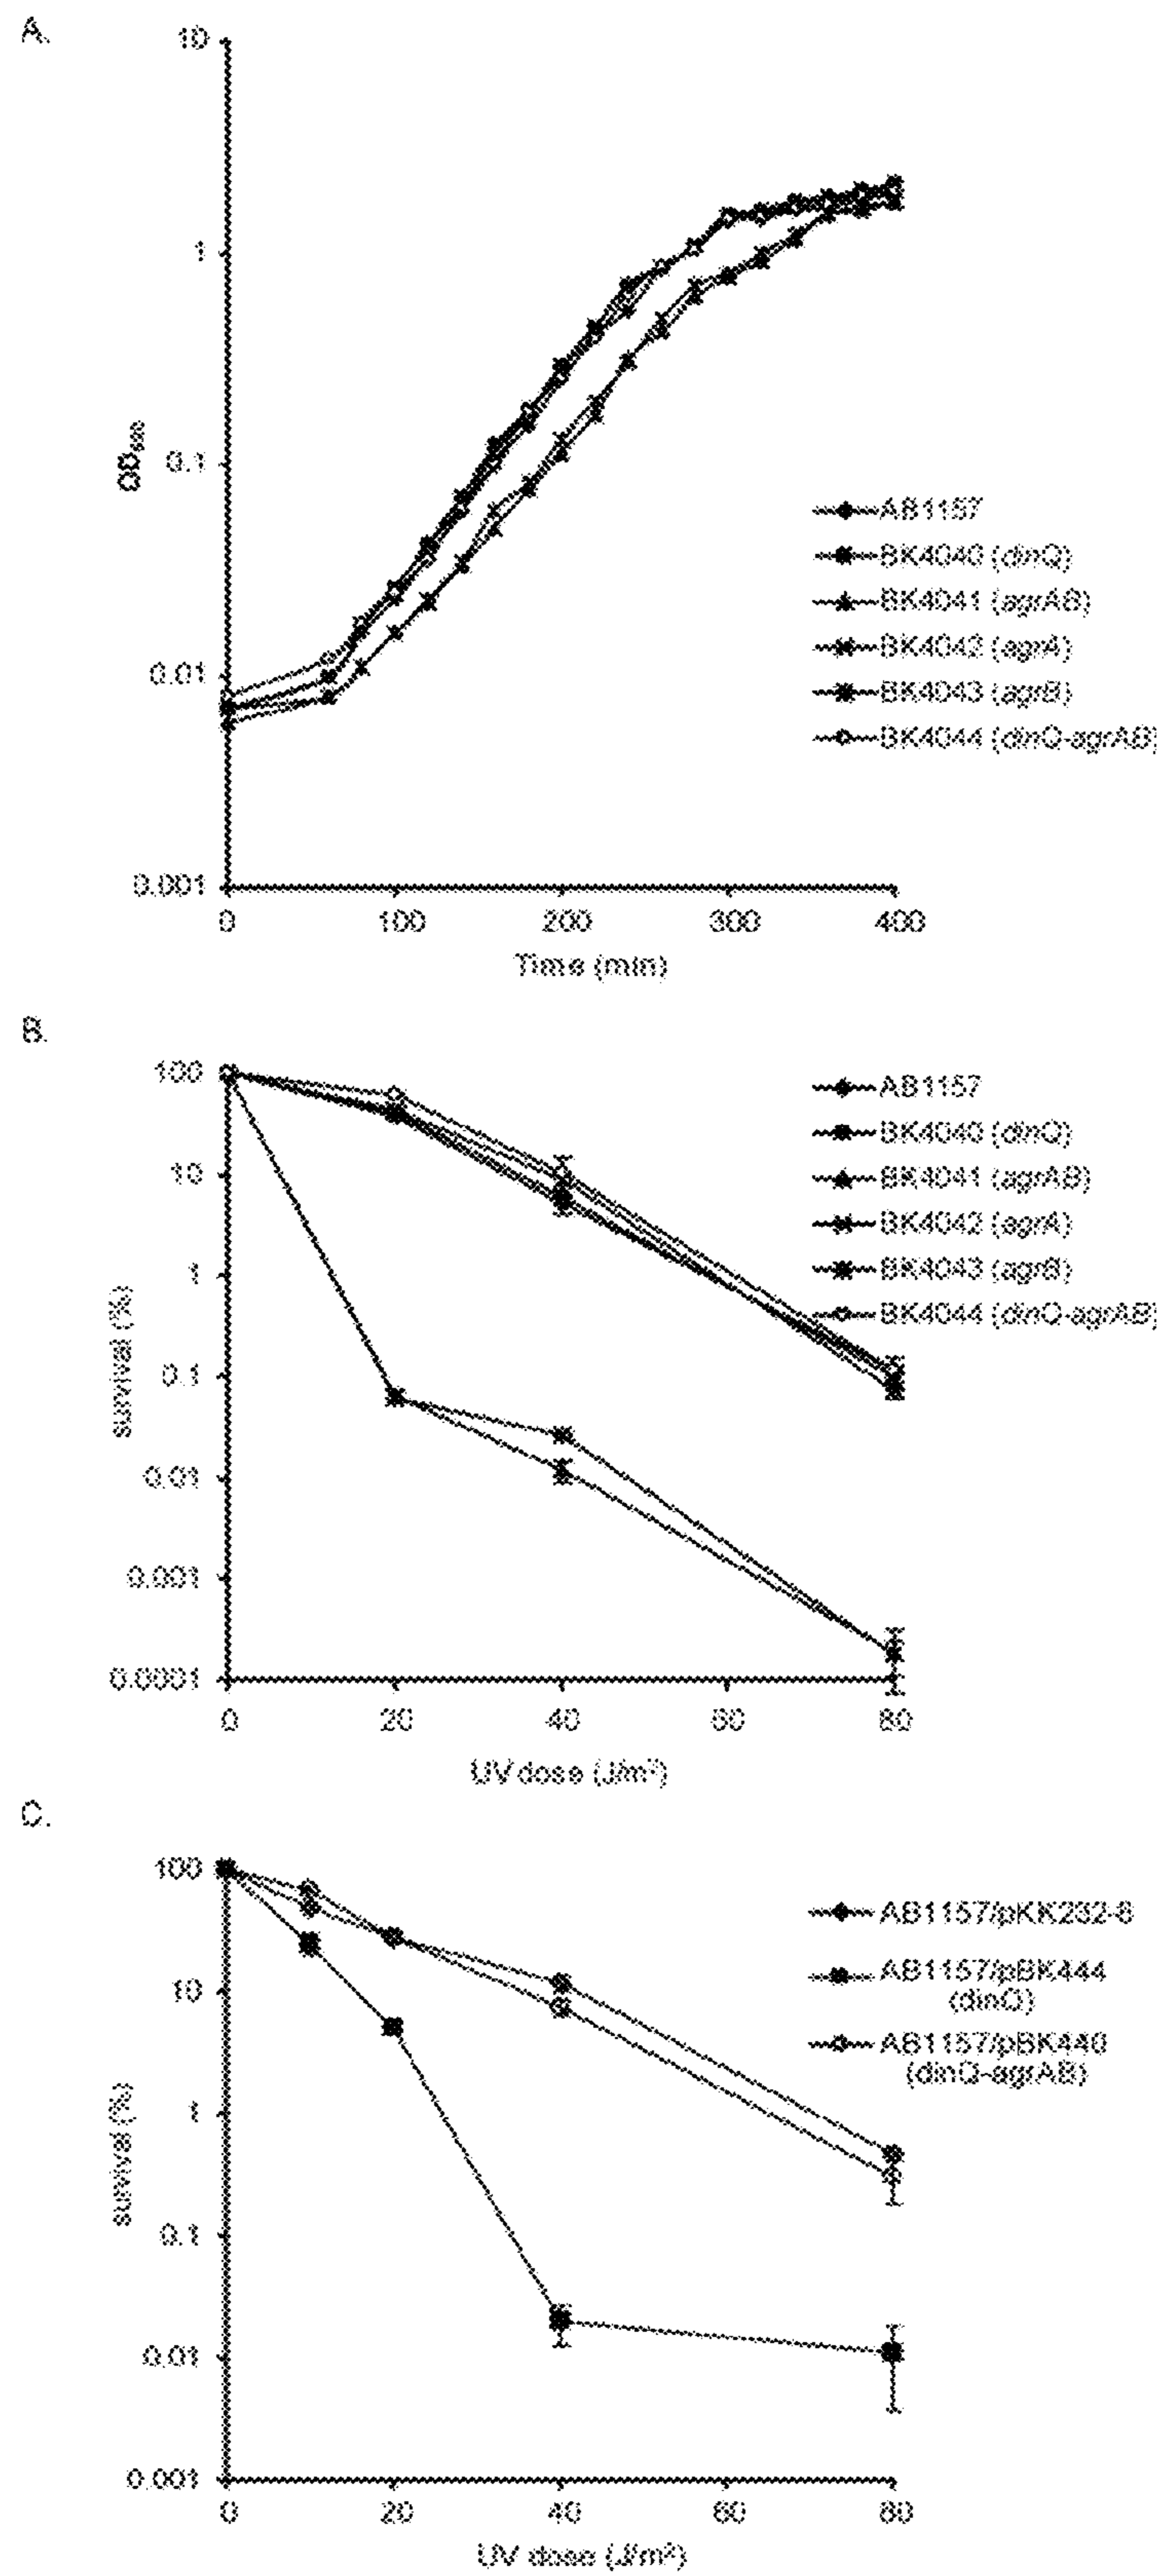 A.
10
1
OD600
0.1
0.01
0.001
0 100 200 300 400
Time (min)
AB1157
BK4040 (dinQ)
BK4041 (agrAB)
BK4042 (agrA)
BK4043 (agrB)
BK4044 (dinQ-agrAB)
B.
100
10
1
survival (%)
0.1
0.01
0.001
0.0001
0 20 40 60 80
UV dose (J/m²)
AB1157
BK4040 (dinQ)
BK4041 (agrAB)
BK4042 (agrA)
BK4043 (agrB)
BK4044 (dinQ-agrAB)
C.
100
10
1
survival (%)
0.1
0.01
0.001
0 20 40 60 80
UV dose (J/m²)
AB1157/pKK232-8
AB1157/pBK444
(dinQ)
AB1157/pBK440
(dinQ-agrAB)